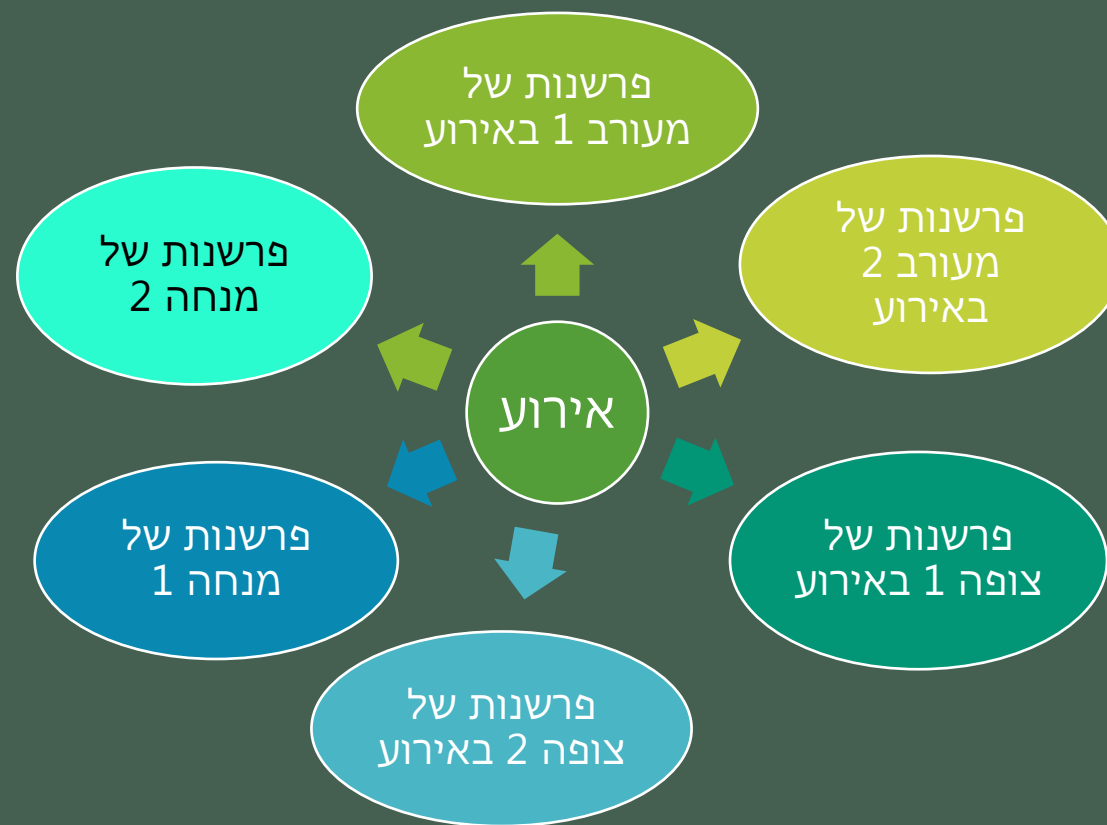 פרשנות של
מעורב 1 באירוע
פרשנות של
מעורב 2
באירוע
פרשנות של
צופה 1 באירוע
פרשנות של
צופה 2 באירוע
פרשנות של
מנחה 1
פרשנות של
מנחה 2
אירוע